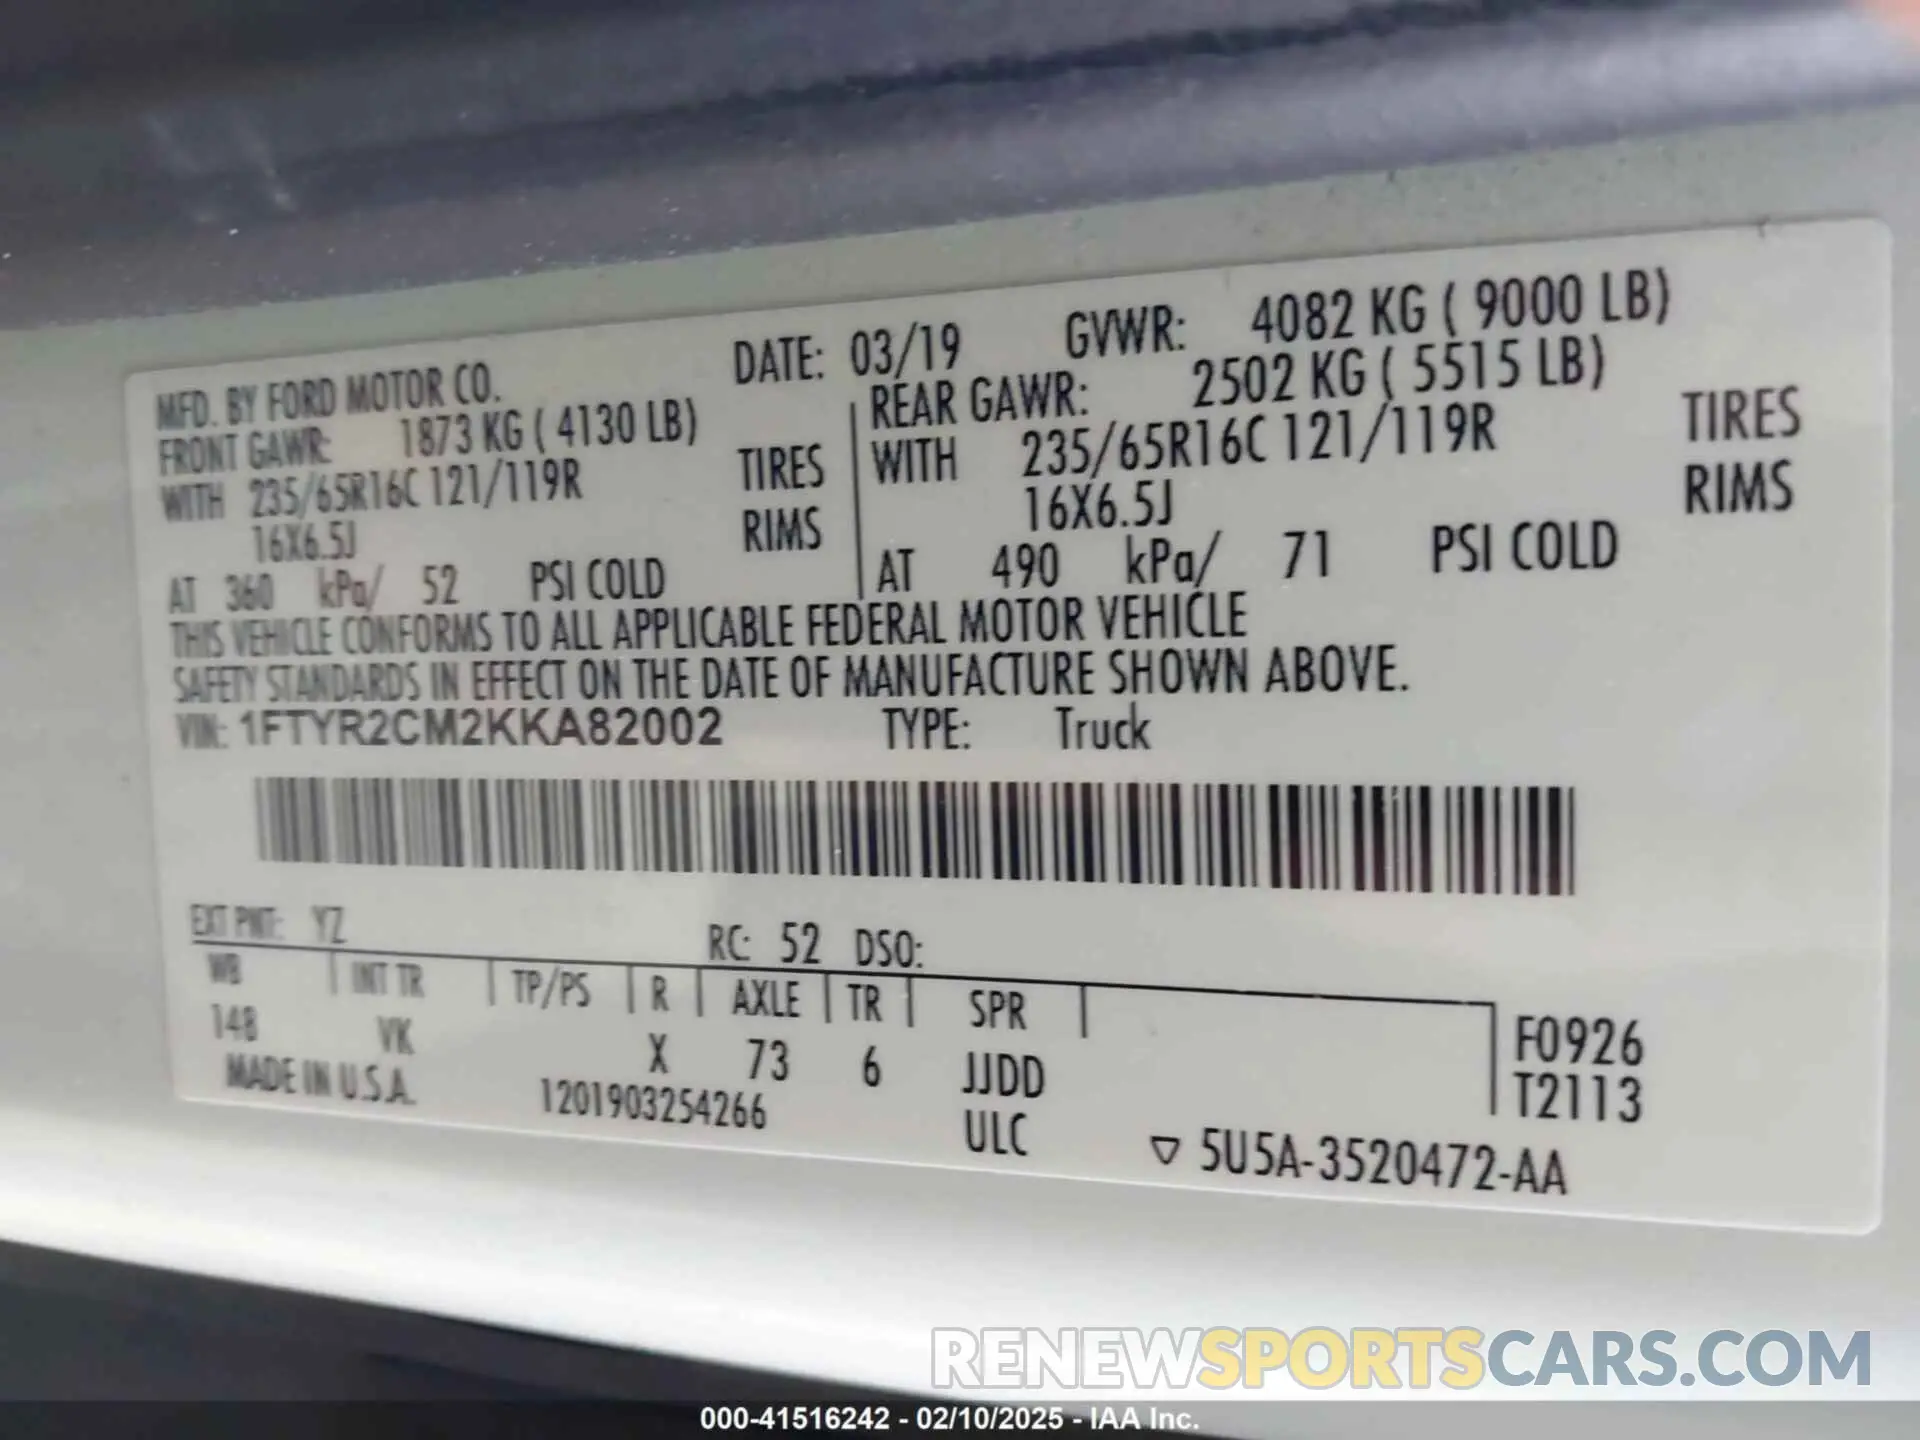 MFD. BY FORD MOTOR CO. DATE: 03/19 GVWR: 4082 KG ( 9000 LB)
FRONT GAWR: 1873 KG ( 4130 LB) REAR GAWR: 2502 KG ( 5515 LB)
WITH 235/65R16C 121/119R TIRES WITH 235/65R16C 121/119R TIRES
16X6.5J RIMS 16X6.5J RIMS
AT 360 kPa/ 52 PSI COLD AT 490 kPa/ 71 PSI COLD
THIS VEHICLE CONFORMS TO ALL APPLICABLE FEDERAL MOTOR VEHICLE
SAFETY STANDARDS IN EFFECT ON THE DATE OF MANUFACTURE SHOWN ABOVE.
VIN: 1FTYR2CM2KKA82002 TYPE: Truck
EXT PNT: YZ RC: 52 DSO:
WB INT TR TP/PS R AXLE TR SPR F0926
148 VK X 73 6 JJDD T2113
MADE IN U.S.A. 1201903254266 ULC ▽ 5U5A-3520472-AA
RENEWSPORTSCARS.COM
000-41516242 - 02/10/2025 - IAA Inc.